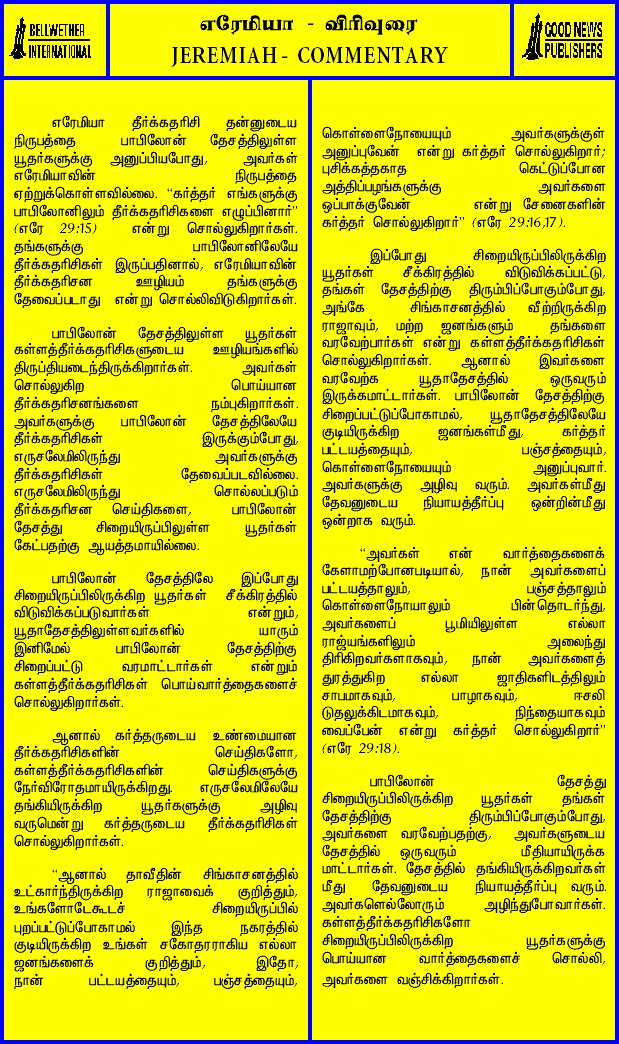 BELLWETHER
INTERNATIONAL
எரேமியா - விரிவுரை
JEREMIAH - COMMENTARY
GOOD NEWS
PUBLISHERS
எரேமியா தீர்க்கதரிசி தன்னுடைய
நிருபத்தை பாபிலோன் தேசத்திலுள்ள
யூதர்களுக்கு அனுப்பியபோது, அவர்கள்
எரேமியாவின் நிருபத்தை
ஏற்றுக்கொள்ளவில்லை. “கர்த்தர் எங்களுக்கு
பாபிலோனிலும் தீர்க்கதரிசிகளை எழுப்பினார்”
(எரே 29:15) என்று சொல்லுகிறார்கள்.
தங்களுக்கு பாபிலோனிலேயே
தீர்க்கதரிசிகள் இருப்பதினால், எரேமியாவின்
தீர்க்கதரிசன ஊழியம் தங்களுக்கு
தேவைப்படாது என்று சொல்லிவிடுகிறார்கள்.
பாபிலோன் தேசத்திலுள்ள யூதர்கள்
கள்ளத்தீர்க்கதரிசிகளுடைய ஊழியங்களில்
திருப்தியடைந்திருக்கிறார்கள். அவர்கள்
சொல்லுகிற பொய்யான
தீர்க்கதரிசனங்களை நம்புகிறார்கள்.
அவர்களுக்கு பாபிலோன் தேசத்திலேயே
தீர்க்கதரிசிகள் இருக்கும்போது,
எருசலேமிலிருந்து அவர்களுக்கு
தீர்க்கதரிசிகள் தேவைப்படவில்லை.
எருசலேமிலிருந்து சொல்லப்படும்
தீர்க்கதரிசன செய்திகளை, பாபிலோன்
தேசத்து சிறையிருப்பிலுள்ள யூதர்கள்
கேட்பதற்கு ஆயத்தமாயில்லை.
பாபிலோன் தேசத்திலே இப்போது
சிறையிருப்பிலிருக்கிற யூதர்கள் சீக்கிரத்தில்
விடுவிக்கப்படுவார்கள் என்றும்,
யூதாதேசத்திலுள்ளவர்களில் யாரும்
இனிமேல் பாபிலோன் தேசத்திற்கு
சிறைப்பட்டு வரமாட்டார்கள் என்றும்
கள்ளத்தீர்க்கதரிசிகள் பொய்வார்த்தைகளைச்
சொல்லுகிறார்கள்.
ஆனால் கர்த்தருடைய உண்மையான
தீர்க்கதரிசிகளின் செய்திகளோ,
கள்ளத்தீர்க்கதரிசிகளின் செய்திகளுக்கு
நேர்விரோதமாயிருக்கிறது. எருசலேமிலேயே
தங்கியிருக்கிற யூதர்களுக்கு அழிவு
வருமென்று கர்த்தருடைய தீர்க்கதரிசிகள்
சொல்லுகிறார்கள்.
“ஆனால் தாவீதின் சிங்காசனத்தில்
உட்கார்ந்திருக்கிற ராஜாவைக் குறித்தும்,
உங்களோடேகூடச் சிறையிருப்பில்
புறப்பட்டுப்போகாமல் இந்த நகரத்தில்
குடியிருக்கிற உங்கள் சகோதரராகிய எல்லா
ஜனங்களைக் குறித்தும், இதோ,
நான் பட்டயத்தையும், பஞ்சத்தையும்,
கொள்ளைநோயையும் அவர்களுக்குள்
அனுப்புவேன் என்று கர்த்தர் சொல்லுகிறார்;
புசிக்கத்தகாத கெட்டுப்போன
அத்திப்பழங்களுக்கு அவர்களை
ஒப்பாக்குவேன் என்று சேனைகளின்
கர்த்தர் சொல்லுகிறார்” (எரே 29:16,17).
இப்போது சிறையிருப்பிலிருக்கிற
யூதர்கள் சீக்கிரத்தில் விடுவிக்கப்பட்டு,
தங்கள் தேசத்திற்கு திரும்பிப்போகும்போது,
அங்கே சிங்காசனத்தில் வீற்றிருக்கிற
ராஜாவும், மற்ற ஜனங்களும் தங்களை
வரவேற்பார்கள் என்று கள்ளத்தீர்க்கதரிசிகள்
சொல்லுகிறார்கள். ஆனால் இவர்களை
வரவேற்க யூதாதேசத்தில் ஒருவரும்
இருக்கமாட்டார்கள். பாபிலோன் தேசத்திற்கு
சிறைப்பட்டுப்போகாமல், யூதாதேசத்திலேயே
குடியிருக்கிற ஜனங்கள்மீது, கர்த்தர்
பட்டயத்தையும், பஞ்சத்தையும்,
கொள்ளைநோயையும் அனுப்புவார்.
அவர்களுக்கு அழிவு வரும். அவர்கள்மீது
தேவனுடைய நியாயத்தீர்ப்பு ஒன்றின்மீது
ஒன்றாக வரும்.
“அவர்கள் என் வார்த்தைகளைக்
கேளாமற்போனபடியால், நான் அவர்களைப்
பட்டயத்தாலும், பஞ்சத்தாலும்
கொள்ளைநோயாலும் பின்தொடர்ந்து,
அவர்களைப் பூமியிலுள்ள எல்லா
ராஜ்யங்களிலும் அலைந்து
திரிகிறவர்களாகவும், நான் அவர்களைத்
துரத்துகிற எல்லா ஜாதிகளிடத்திலும்
சாபமாகவும், பாழாகவும், ஈசலி
டுதலுக்கிடமாகவும், நிந்தையாகவும்
வைப்பேன் என்று கர்த்தர் சொல்லுகிறார்”
(எரே 29:18).
பாபிலோன் தேசத்து
சிறையிருப்பிலிருக்கிற யூதர்கள் தங்கள்
தேசத்திற்கு திரும்பிப்போகும்போது,
அவர்களை வரவேற்பதற்கு, அவர்களுடைய
தேசத்தில் ஒருவரும் மீதியாயிருக்க
மாட்டார்கள். தேசத்தில் தங்கியிருக்கிறவர்கள்
மீது தேவனுடைய நியாயத்தீர்ப்பு வரும்.
அவர்களெல்லோரும் அழிந்துபோவார்கள்.
கள்ளத்தீர்க்கதரிசிகளோ
சிறையிருப்பிலிருக்கிற யூதர்களுக்கு
பொய்யான வார்த்தைகளைச் சொல்லி,
அவர்களை வஞ்சிக்கிறார்கள்.